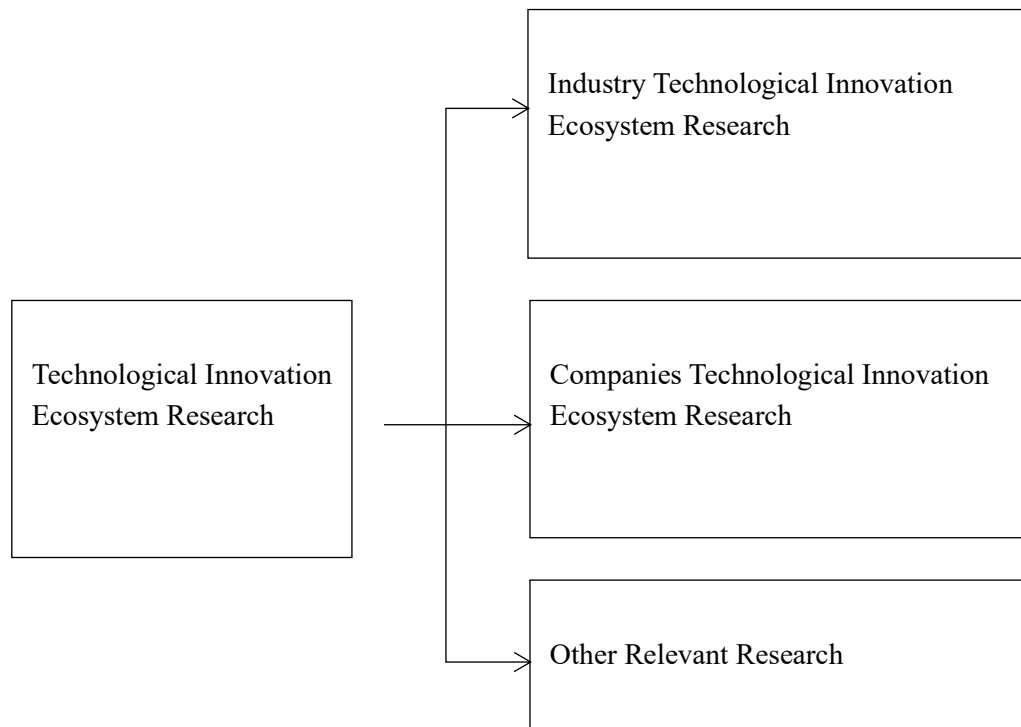 Industry Technological Innovation
Ecosystem Research
Technological Innovation
Ecosystem Research
Companies Technological Innovation
Ecosystem Research
Other Relevant Research